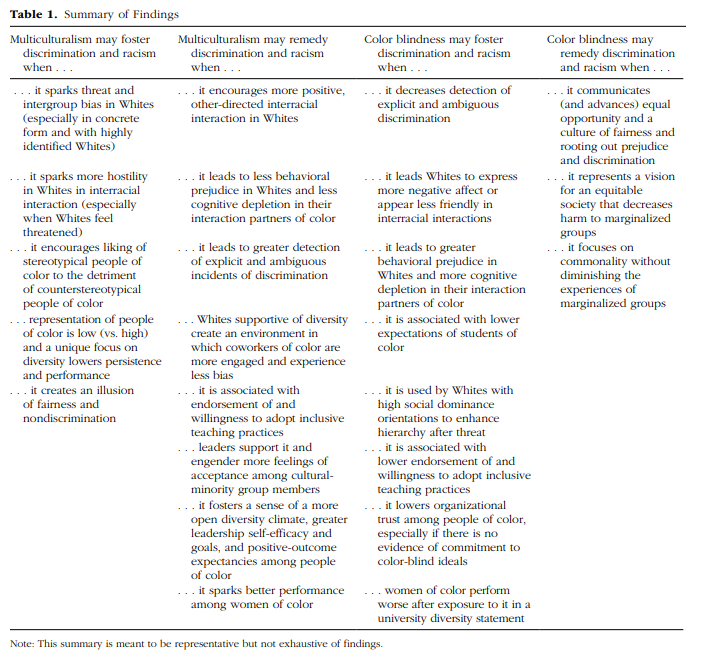 Table 1. Summary of Findings
Multiculturalism may foster
discrimination and racism
when . . .
Multiculturalism may remedy
discrimination and racism
when . . .
Color blindness may foster
discrimination and racism
when . . .
Color blindness may
remedy discrimination
and racism when . . .
. . . it sparks threat and
intergroup bias in Whites
(especially in concrete
form and with highly
identified Whites)
. . . it encourages more positive,
other-directed interracial
interaction in Whites
. . . it decreases detection of
explicit and ambiguous
discrimination
. . . it communicates
(and advances) equal
opportunity and a
culture of fairness and
rooting out prejudice
and discrimination
. . . it sparks more hostility
in Whites in interracial
interaction (especially
when Whites feel
threatened)
. . . it leads to less behavioral
prejudice in Whites and less
cognitive depletion in their
interaction partners of color
. . . it leads Whites to express
more negative affect or
appear less friendly in
interracial interactions
. . . it represents a vision
for an equitable
society that decreases
harm to marginalized
groups
. . . it encourages liking of
stereotypical people of
color to the detriment
of counterstereotypical
people of color
. . . it leads to greater detection
of explicit and ambiguous
incidents of discrimination
. . . it leads to greater
behavioral prejudice in
Whites and more cognitive
depletion in their interaction
partners of color
. . . it focuses on
commonality without
diminishing the
experiences of
marginalized groups
. . . representation of people
of color is low (vs. high)
and a unique focus on
diversity lowers persistence
and performance
. . . Whites supportive of diversity
create an environment in
which coworkers of color are
more engaged and experience
less bias
. . . it is associated with lower
expectations of students of
color
. . . it creates an illusion
of fairness and
nondiscrimination
. . . it is associated with
endorsement of and
willingness to adopt inclusive
teaching practices
. . . it is used by Whites with
high social dominance
orientations to enhance
hierarchy after threat
. . . leaders support it and
engender more feelings of
acceptance among cultural-
minority group members
. . . it is associated with
lower endorsement of and
willingness to adopt inclusive
teaching practices
. . . it fosters a sense of a more
open diversity climate, greater
leadership self-efficacy and
goals, and positive-outcome
expectancies among people
of color
. . . it lowers organizational
trust among people of color,
especially if there is no
evidence of commitment to
color-blind ideals
. . . it sparks better performance
among women of color
. . . women of color perform
worse after exposure to it in a
university diversity statement
Note: This summary is meant to be representative but not exhaustive of findings.